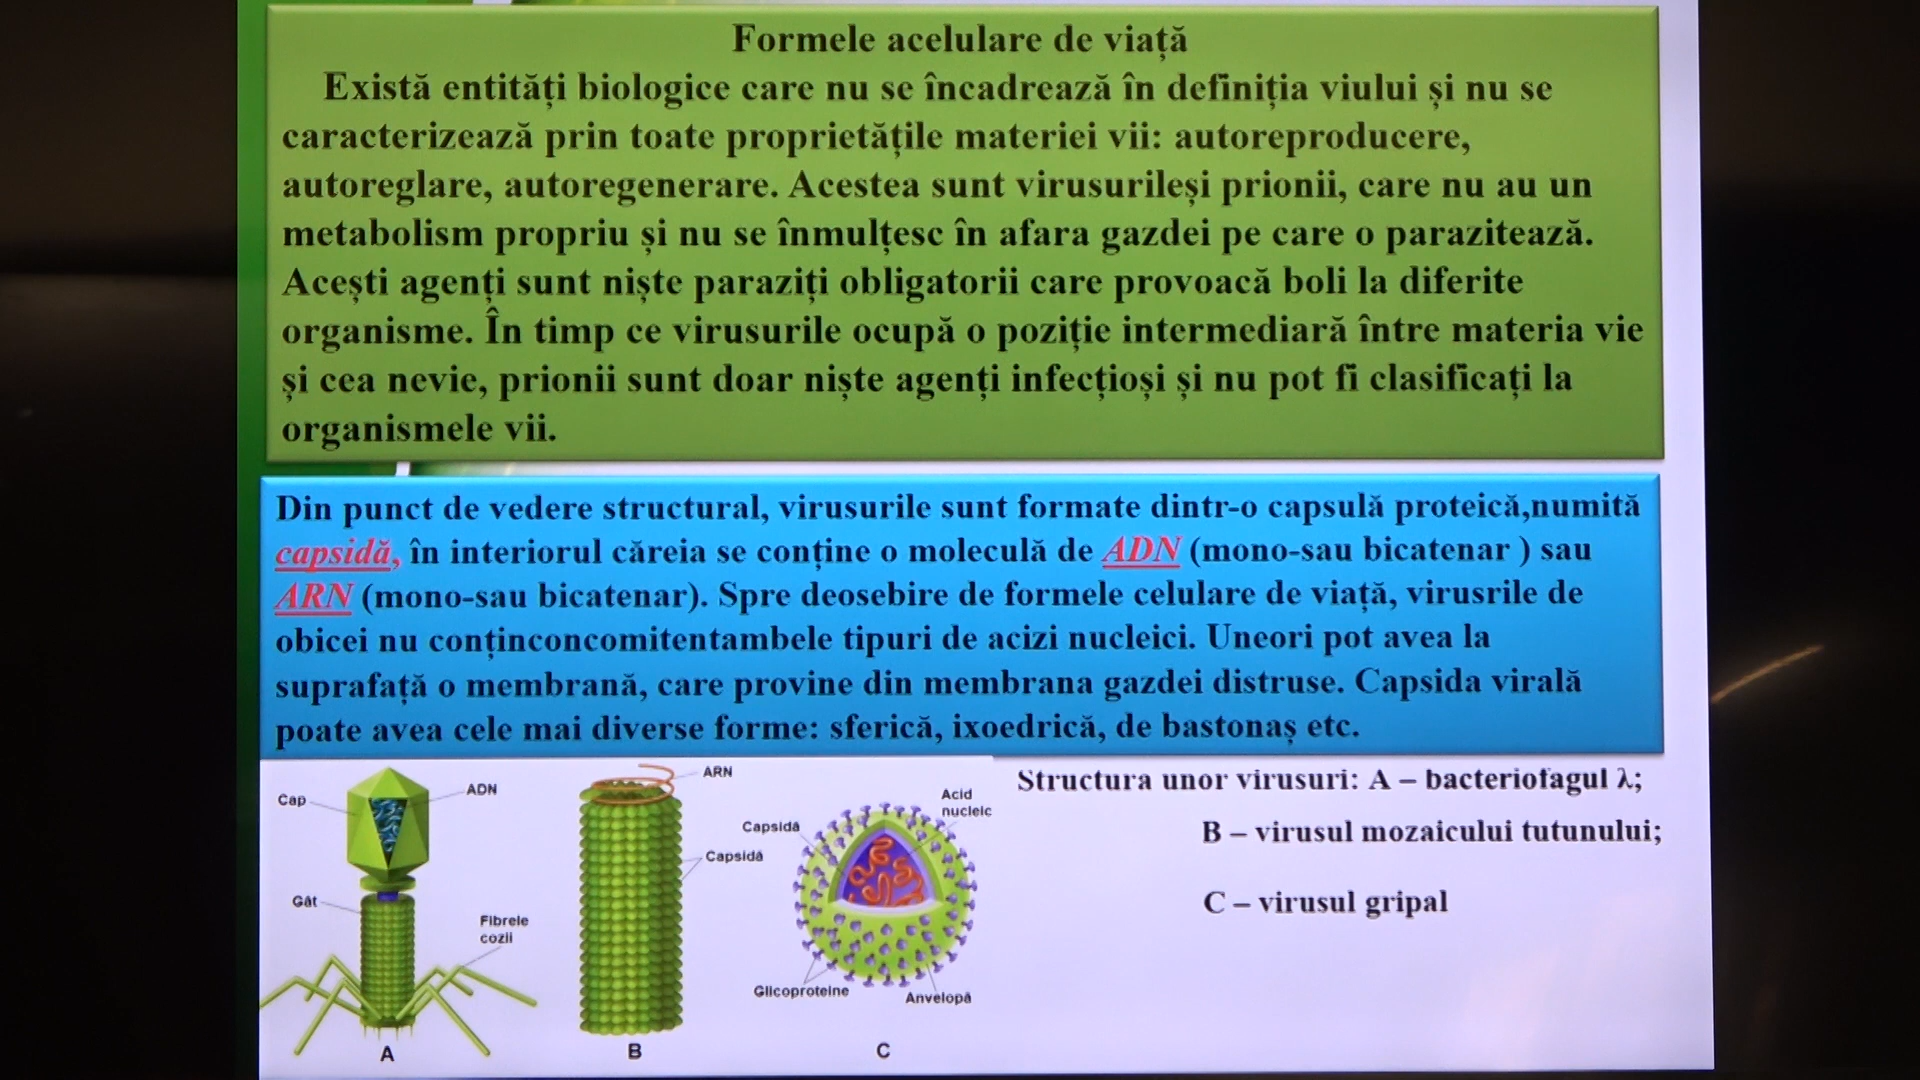 Formele acelulare de viață
Există entități biologice care nu se încadrează în definiția viului și nu se
caracterizează prin toate proprietățile materiei vii: autoreproducere,
autoreglare, autoregenerare. Acestea sunt virusurileși prionii, care nu au un
metabolism propriu și nu se înmulțesc în afara gazdei pe care o parazitează.
Acești agenți sunt niște paraziți obligatorii care provoacă boli la diferite
organisme. În timp ce virusurile ocupă o poziție intermediară între materia vie
și cea nevie, prionii sunt doar niște agenți infecțioși și nu pot fi clasificați la
organismele vii.
Din punct de vedere structural, virusurile sunt formate dintr-o capsulă proteică,numită
capsidă, în interiorul căreia se conține o moleculă de ADN (mono-sau bicatenar ) sau
ARN (mono-sau bicatenar). Spre deosebire de formele celulare de viață, virusrile de
obicei nu conținconcomitentambele tipuri de acizi nucleici. Uneori pot avea la
suprafață o membrană, care provine din membrana gazdei distruse. Capsida virală
poate avea cele mai diverse forme: sferică, ixoedrică, de bastonaș etc.
Cap
ADN
Gât
Fibrele
cozii
A
ARN
Capsidă
B
Acid
nucleic
Capsidă
Glicoproteine
Anvelopă
C
Structura unor virusuri: A – bacteriofagul λ;
B – virusul mozaicului tutunului;
C – virusul gripal